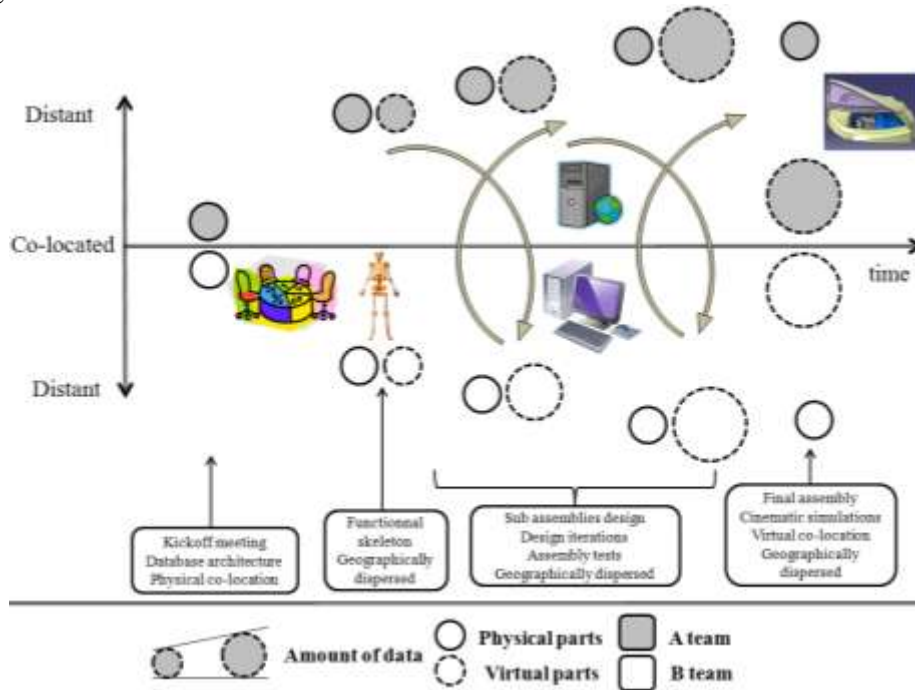 Distant
Co-located
time
Distant
Kickoff meeting
Database architecture
Physical co-location
Functionnal
skeleton
Geographically
dispersed
Sub assemblies design
Design iterations
Assembly tests
Geographically dispersed
Final assembly
Cinematic simulations
Virtual co-location
Geographically
dispersed
Amount of data
Physical parts
Virtual parts
A team
B team